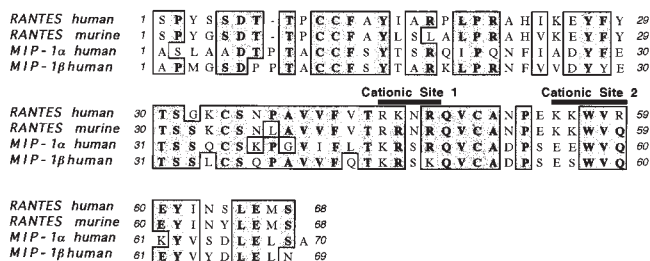 RANTES human 1 S P Y S S D T - T P C C F A Y I A R P L P R A H I K E Y F Y 29
RANTES murine 1 S P Y S S D T - T P C C F A Y L S L A L P R A H V K E Y F Y 29
MIP-1α human 1 A S L A A D T P T A C C F S Y T S R Q I P Q N F I A D Y F E 30
MIP-1β human 1 A P M G S D P P T A C C F S Y T A R K L P R N F V V D Y Y E 30
Cationic Site 1 Cationic Site 2
RANTES human 30 T S G K C S N P A V V F V T R K N R Q V C A N P E K K W V R 59
RANTES murine 30 T S S K C S N L A V V F V T R R N R Q V C A N P E K K W V Q 59
MIP-1α human 31 T S S Q C S K P G V I F L T K R S R Q V C A D P S E E W V Q 60
MIP-1β human 31 T S S L C S Q P A V V F Q T K R S K Q V C A D P S E S W V Q 60
RANTES human 60 E Y I N S L E M S 68
RANTES murine 60 E Y I N Y L E M S 68
MIP-1α human 61 K Y V S D L E L S A 70
MIP-1β human 61 E Y V Y D L E L N 69